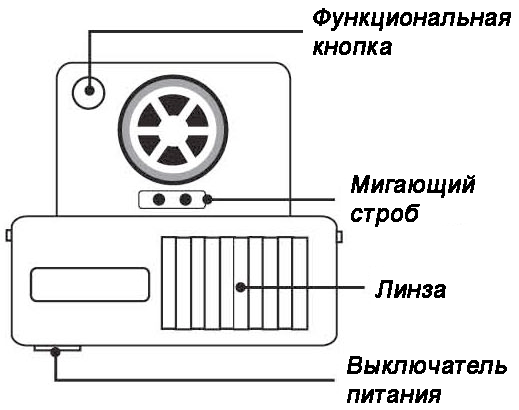 Функциональная
кнопка
Мигающий
строб
Линза
Выключатель
питания